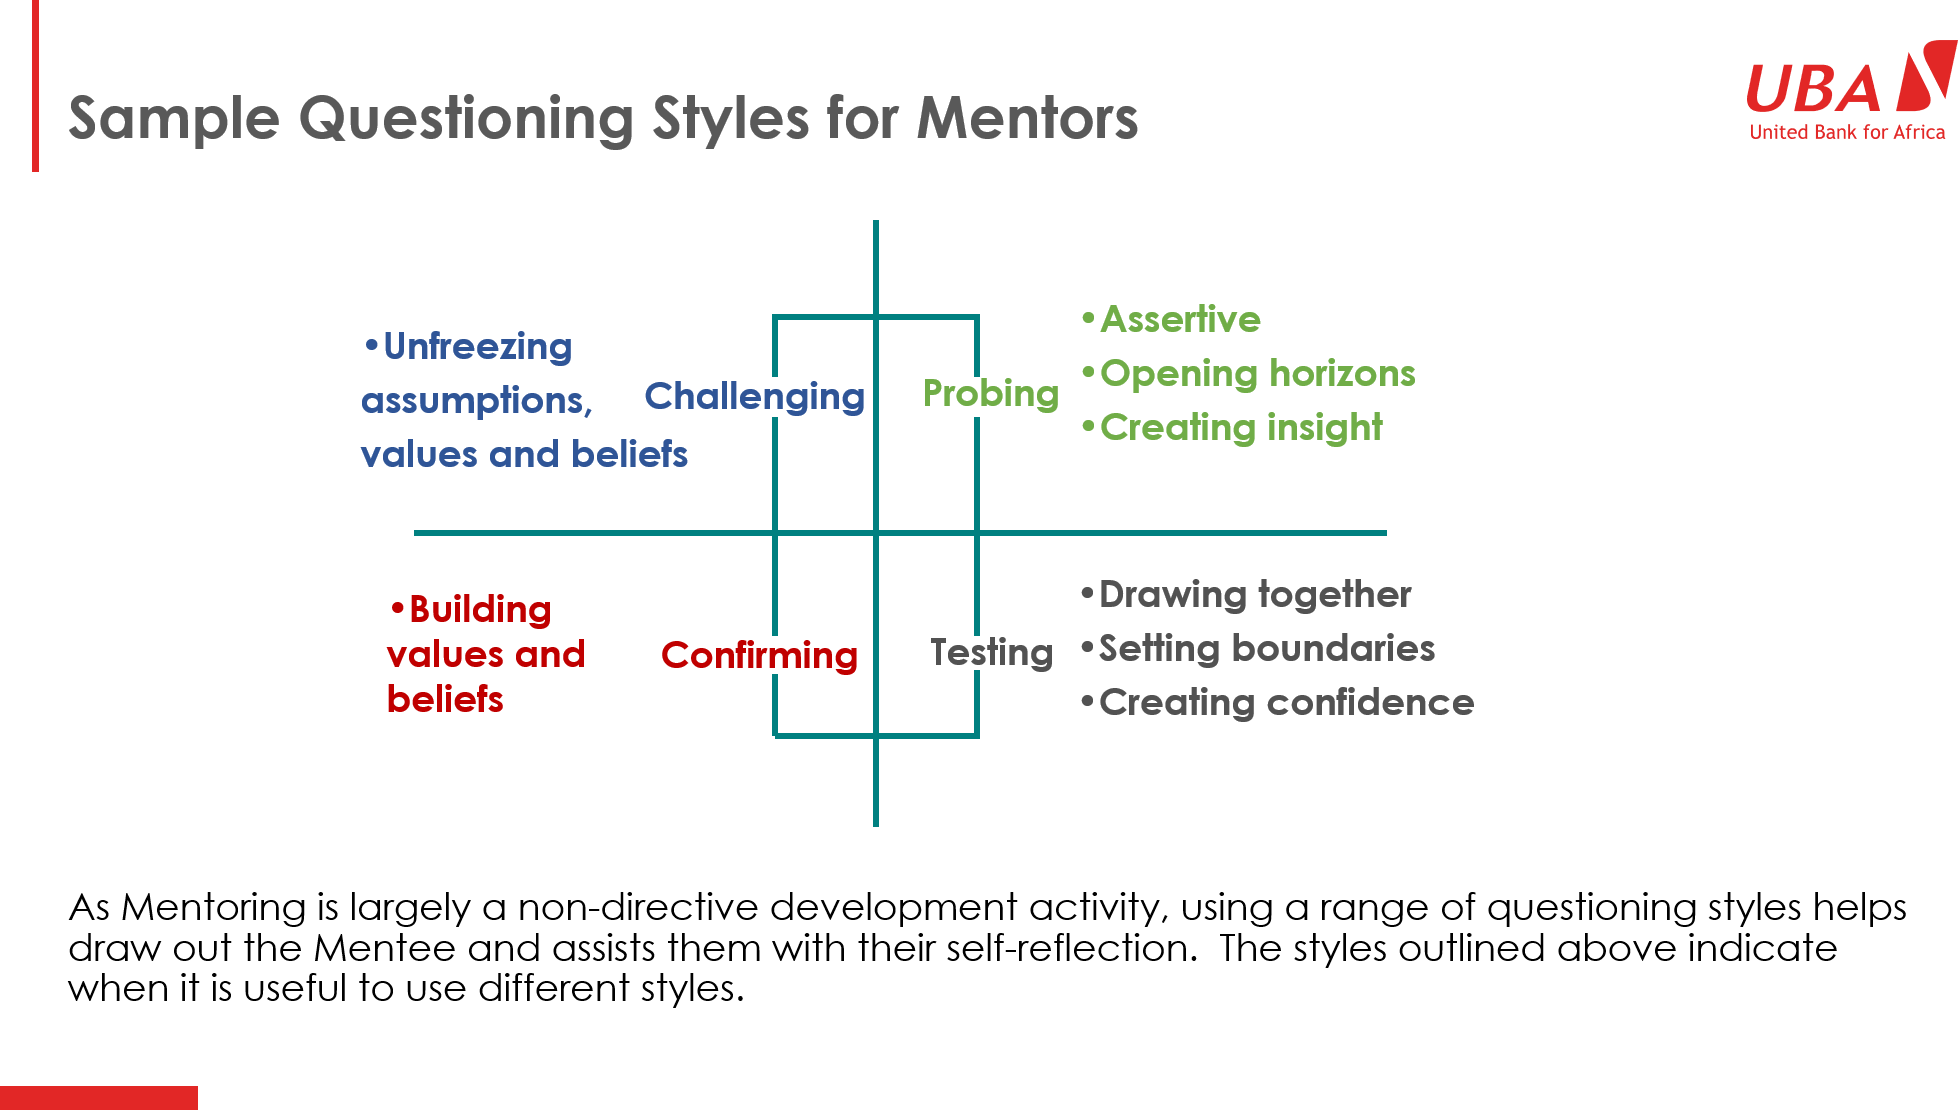 Sample Questioning Styles for Mentors
UBA
United Bank for Africa
•Unfreezing
assumptions,
values and beliefs
Challenging
Probing
•Assertive
•Opening horizons
•Creating insight
•Building
values and
beliefs
Confirming
Testing
•Drawing together
•Setting boundaries
•Creating confidence
As Mentoring is largely a non-directive development activity, using a range of questioning styles helps
draw out the Mentee and assists them with their self-reflection.  The styles outlined above indicate
when it is useful to use different styles.